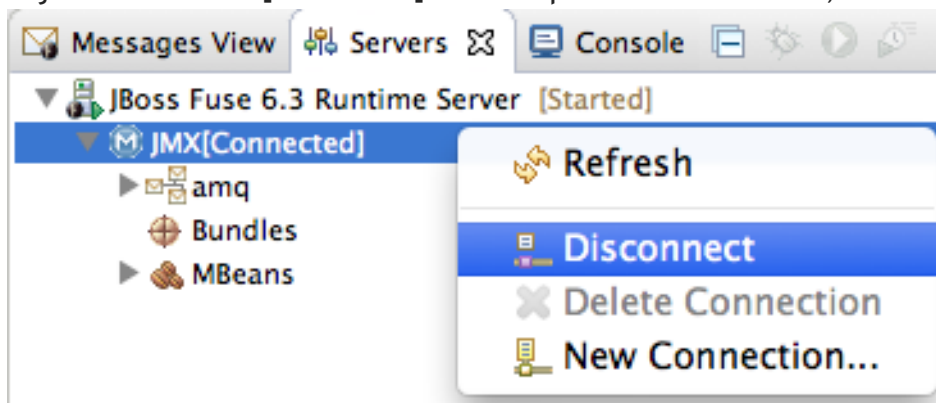 Messages View Servers Console
JBoss Fuse 6.3 Runtime Server [Started]
JMX[Connected]
Refresh
amq
Bundles
Disconnect
MBeans
Delete Connection
New Connection...